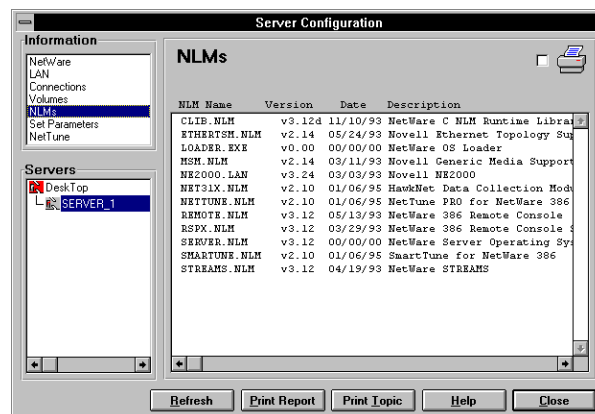 Server Configuration
Information
NetWare
LAN
Connections
Volumes
NLMs
Set Parameters
NetTune
Servers
DeskTop
SERVER_1
NLMs
NLM Name Version Date Description
CLIB.NLM v3.12d 11/10/93 NetWare C NLM Runtime Librar
ETHERTSM.NLM v2.14 05/24/93 Novell Ethernet Topology Sup
LOADER.EXE v0.00 00/00/00 NetWare OS Loader
MSM.NLM v2.14 03/11/93 Novell Generic Media Support
NE2000.LAN v3.24 03/03/93 Novell NE2000
NET31X.NLM v2.10 01/06/95 HawkNet Data Collection Modu
NETTUNE.NLM v2.10 01/06/95 NetTune PRO for NetWare 386
REMOTE.NLM v3.12 05/13/93 NetWare 386 Remote Console
RSPX.NLM v3.12 03/29/93 NetWare 386 Remote Console S
SERVER.NLM v3.12 00/00/00 NetWare Server Operating Sys
SMARTUNE.NLM v2.10 01/06/95 SmartTune for NetWare 386
STREAMS.NLM v3.12 04/19/93 NetWare STREAMS
Refresh Print Report Print Topic Help Close